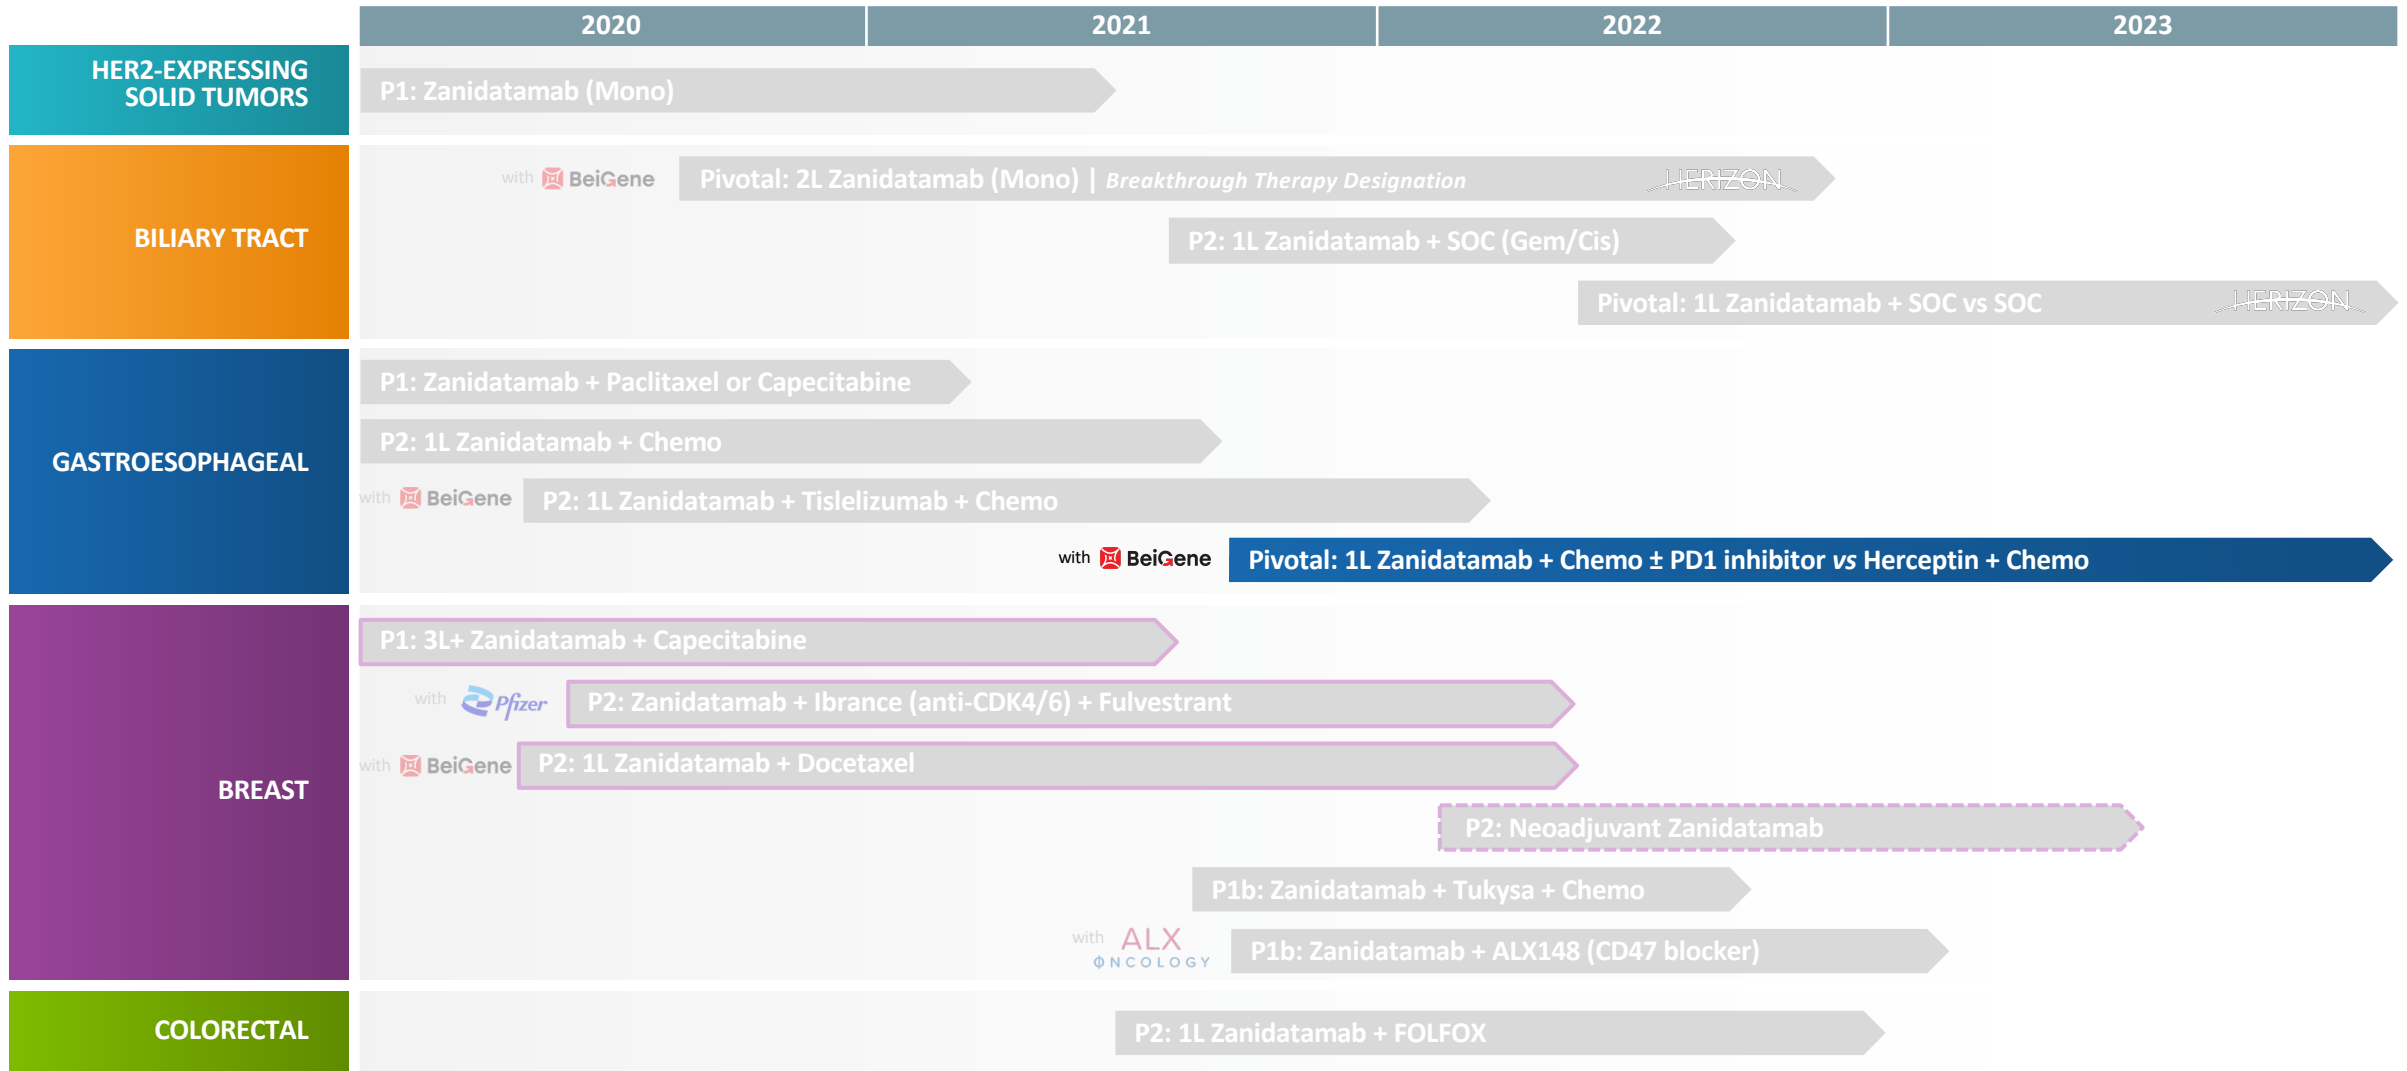 2020 2021 2022 2023
HER2-EXPRESSING
SOLID TUMORS
P1: Zanidatamab (Mono)
BILIARY TRACT
with BeiGene Pivotal: 2L Zanidatamab (Mono) | Breakthrough Therapy Designation HERIZON
P2: 1L Zanidatamab + SOC (Gem/Cis)
Pivotal: 1L Zanidatamab + SOC vs SOC HERIZON
GASTROESOPHAGEAL
P1: Zanidatamab + Paclitaxel or Capecitabine
P2: 1L Zanidatamab + Chemo
with BeiGene P2: 1L Zanidatamab + Tislelizumab + Chemo
with BeiGene Pivotal: 1L Zanidatamab + Chemo ± PD1 inhibitor vs Herceptin + Chemo
BREAST
P1: 3L+ Zanidatamab + Capecitabine
with Pfizer P2: Zanidatamab + Ibrance (anti-CDK4/6) + Fulvestrant
with BeiGene P2: 1L Zanidatamab + Docetaxel
P2: Neoadjuvant Zanidatamab
P1b: Zanidatamab + Tukysa + Chemo
with ALX ONCOLOGY P1b: Zanidatamab + ALX148 (CD47 blocker)
COLORECTAL
P2: 1L Zanidatamab + FOLFOX